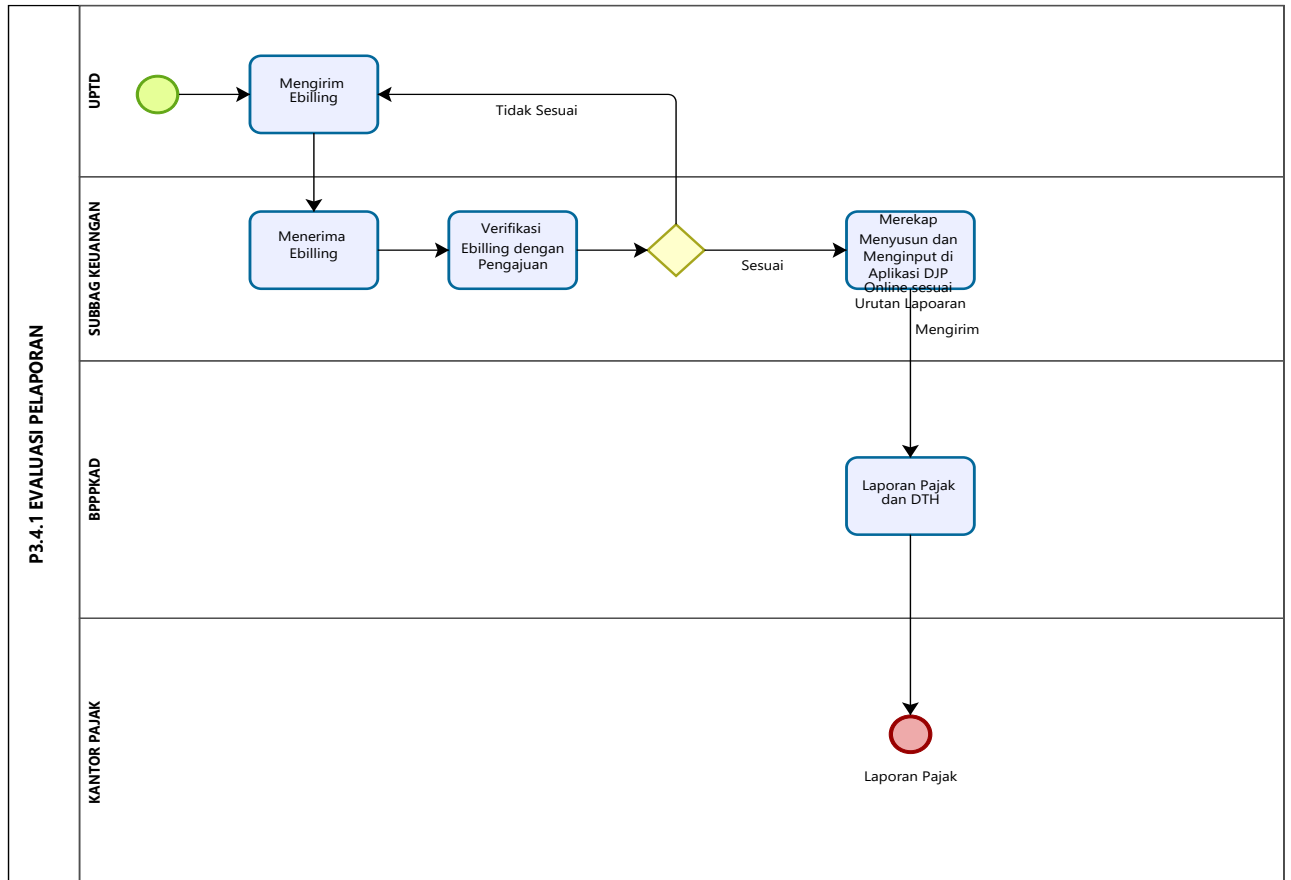 P3.4.1 EVALUASI PELAPORAN
UPTD
Mengirim
Ebilling
Tidak Sesuai
SUBBAG KEUANGAN
Menerima
Ebilling
Verifikasi
Ebilling dengan
Pengajuan
Sesuai
Merekap
Menyusun dan
Menginput di
Aplikasi DJP
Online sesuai
Urutan Lapoaran
Mengirim
BPPPKAD
Laporan Pajak
dan DTH
KANTOR PAJAK
Laporan Pajak